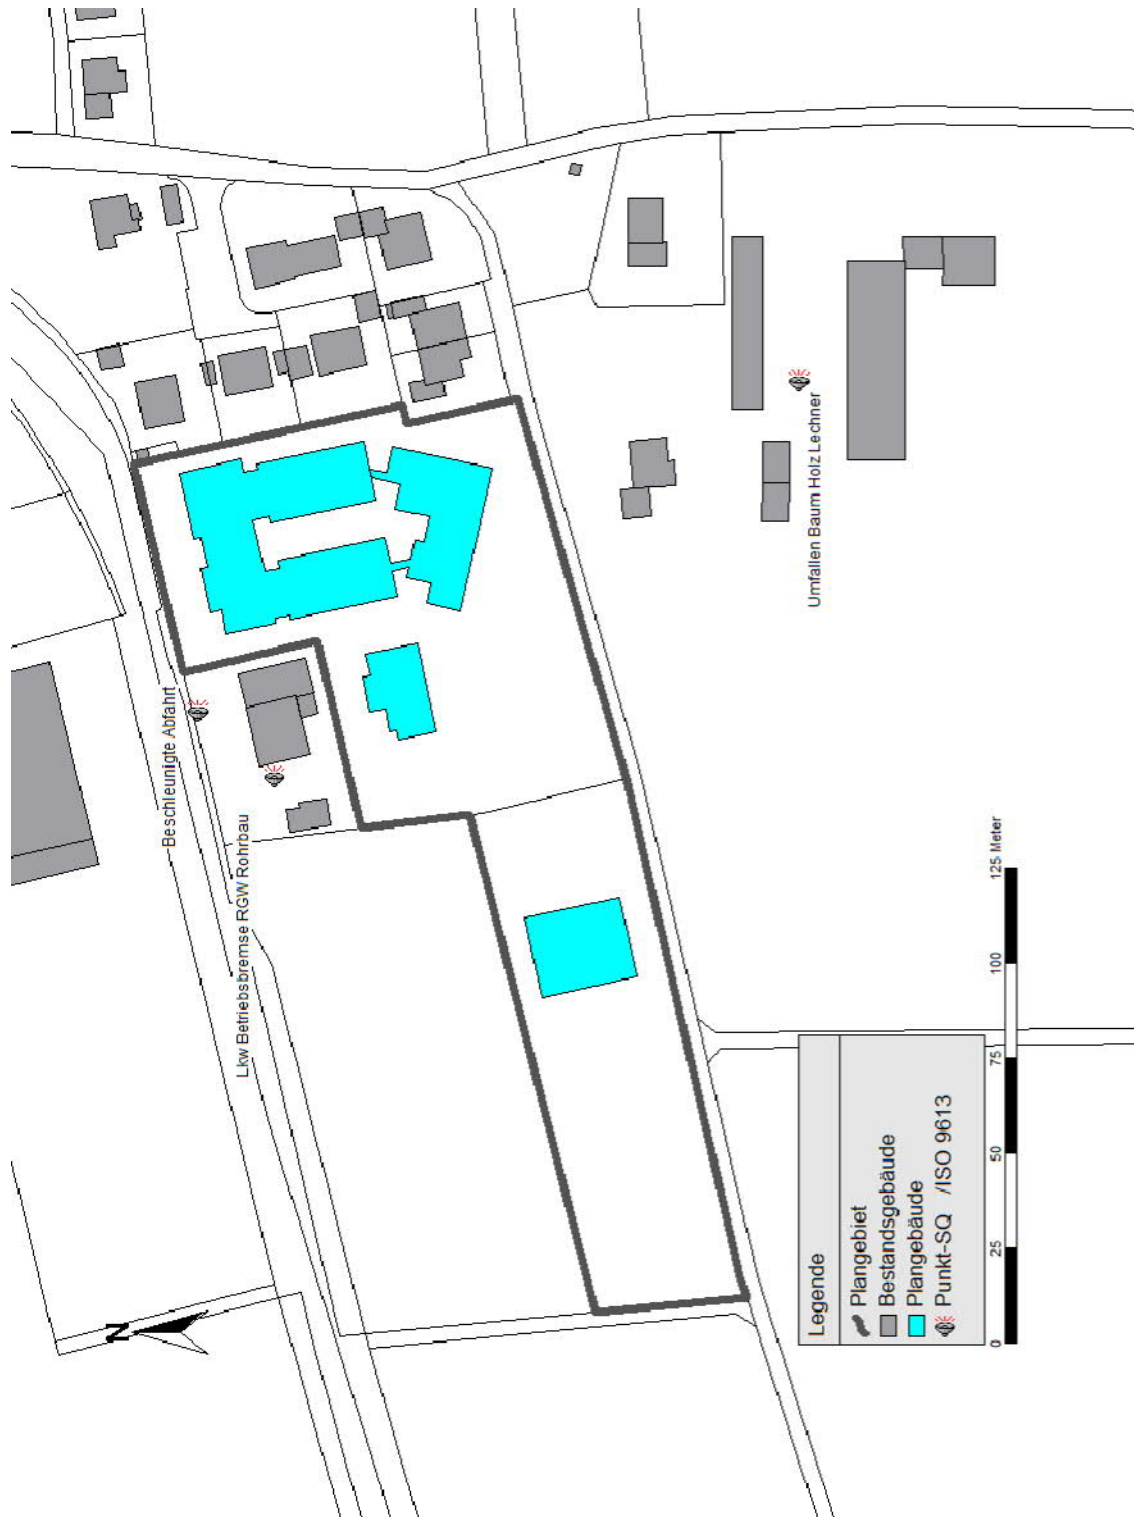 N
Beschleunigte Abfahrt
Lkw Betriebsbremse RGW Rohrbau
Umfallen Baum Holz Lechner
Legende
Plangebiet
Bestandsgebäude
Plangebäude
Punkt-SQ /ISO 9613
0 25 50 75 100 125 Meter